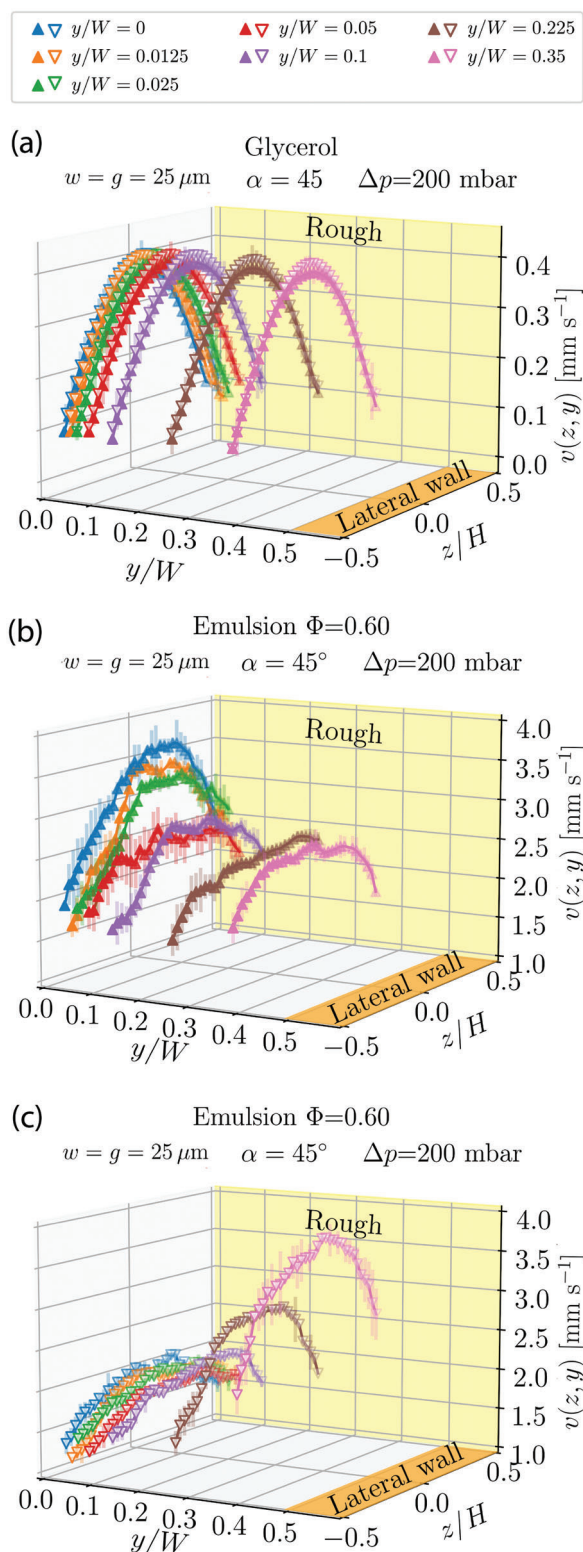 y/W = 0 y/W = 0.05 y/W = 0.225
y/W = 0.0125 y/W = 0.1 y/W = 0.35
y/W = 0.025
(a)
Glycerol
w = g = 25 μm α = 45 Δp=200 mbar
Rough
0.4
0.3
0.2
0.1
0.0
v(z, y) [mm s⁻¹]
Lateral wall
0.0 0.1 0.2 0.3 0.4 0.5 −0.5 0.0 0.5
y/W z|H
(b)
Emulsion Φ=0.60
w = g = 25 μm α = 45° Δp=200 mbar
Rough
4.0
3.5
3.0
2.5
2.0
1.5
1.0
v(z, y) [mm s⁻¹]
Lateral wall
0.0 0.1 0.2 0.3 0.4 0.5 −0.5 0.0 0.5
y/W z|H
(c)
Emulsion Φ=0.60
w = g = 25 μm α = 45° Δp=200 mbar
Rough
4.0
3.5
3.0
2.5
2.0
1.5
1.0
v(z, y) [mm s⁻¹]
Lateral wall
0.0 0.1 0.2 0.3 0.4 0.5 −0.5 0.0 0.5
y/W z|H